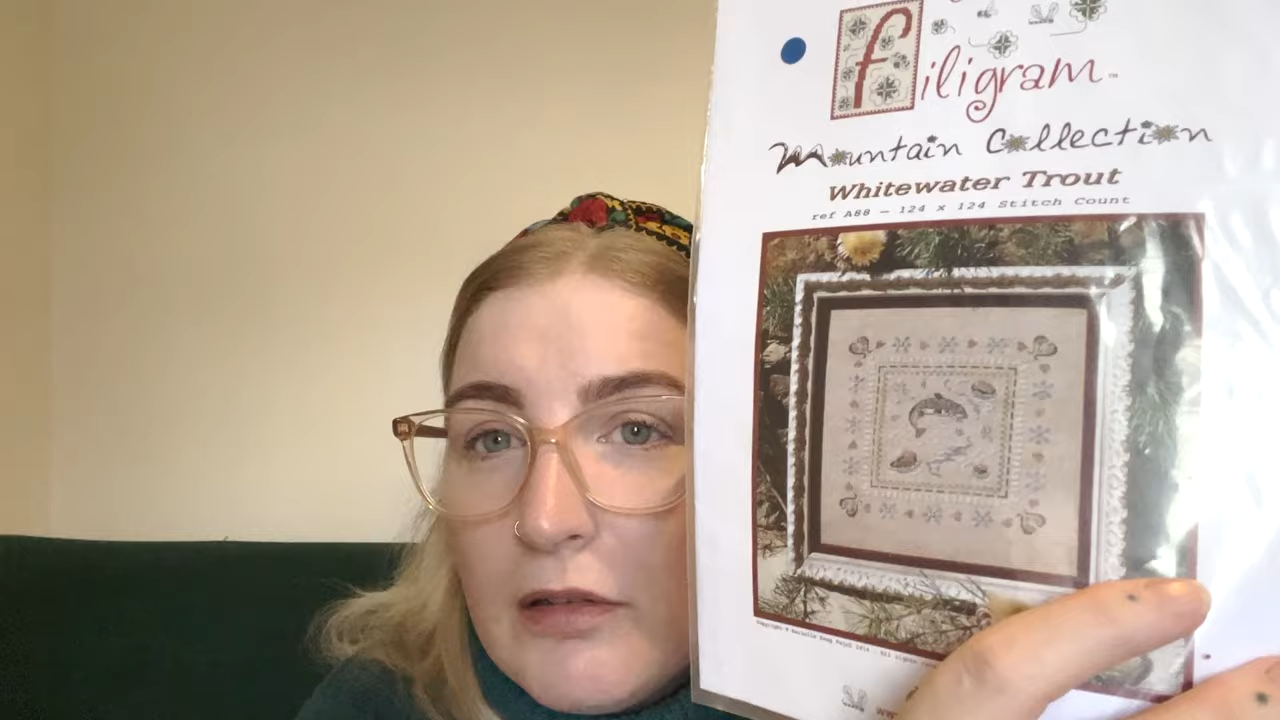 filigram™
Mountain Collection
Whitewater Trout
ref A88 – 124 x 124 Stitch Count